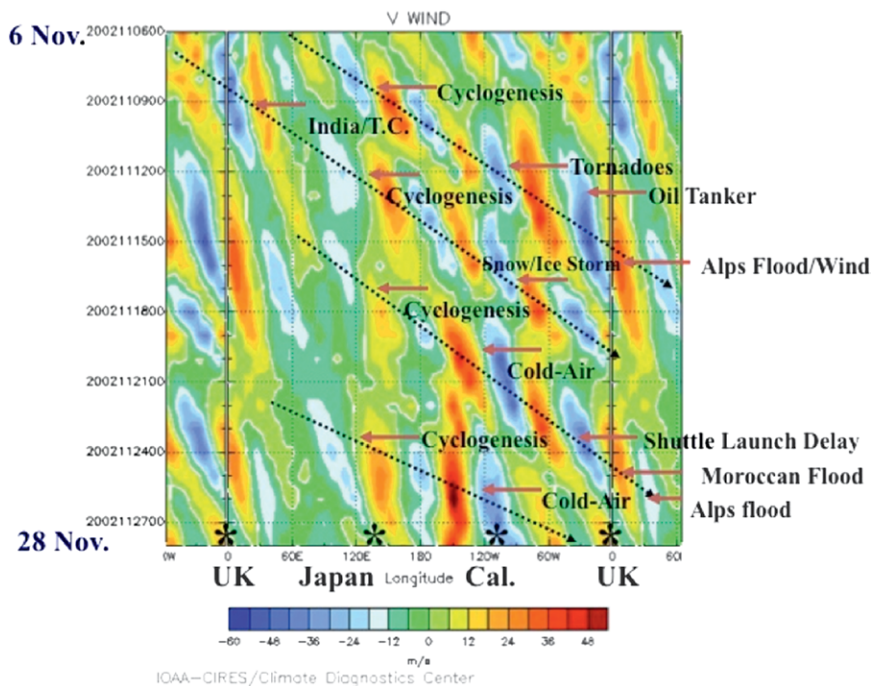 V WIND
6 Nov.
2002110600
Cyclogenesis
2002110900
India/T.C.
2002111200
Tornadoes
Cyclogenesis
Oil Tanker
2002111500
Snow/Ice Storm
Alps Flood/Wind
2002111800
Cyclogenesis
Cold-Air
2002112100
2002112400
Cyclogenesis
Shuttle Launch Delay
Moroccan Flood
Cold-Air
Alps flood
2002112700
28 Nov.
* * * *
0W 0 60E 120E 180 120W 60W 0 60
UK Japan Longitude Cal. UK
-60 -48 -36 -24 -12 0 12 24 36 48
m/s
IOAA-CIRES/Climate Diagnostics Center